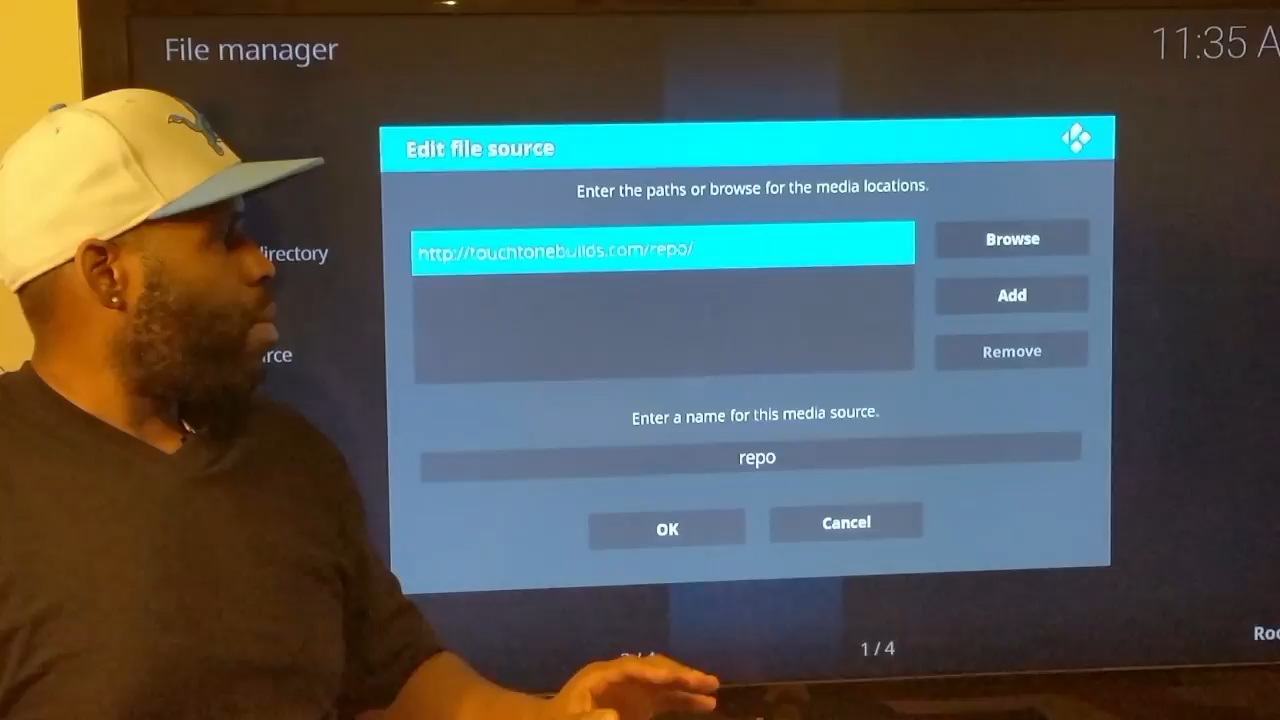 File manager
11:35 A
Edit file source
Enter the paths or browse for the media locations.
http://touchtonebuilds.com/repo/
Browse
irectory
Add
Remove
rce
Enter a name for this media source.
repo
OK
Cancel
1/4
Roo